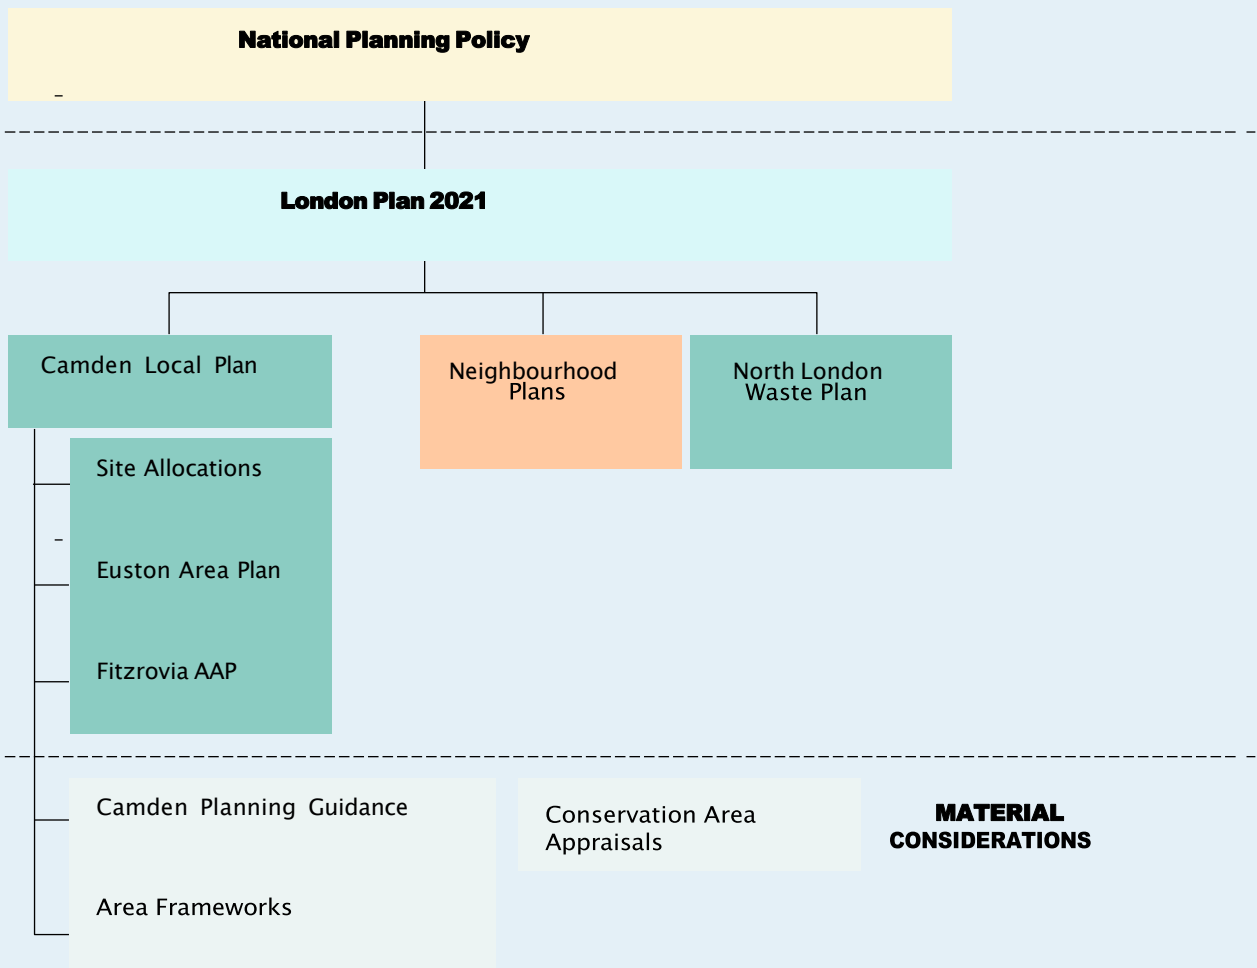 National Planning Policy
London Plan 2021
Camden Local Plan
Neighbourhood
Plans
North London
Waste Plan
Site Allocations
Euston Area Plan
Fitzrovia AAP
Camden Planning Guidance
Area Frameworks
Conservation Area
Appraisals
MATERIAL
CONSIDERATIONS